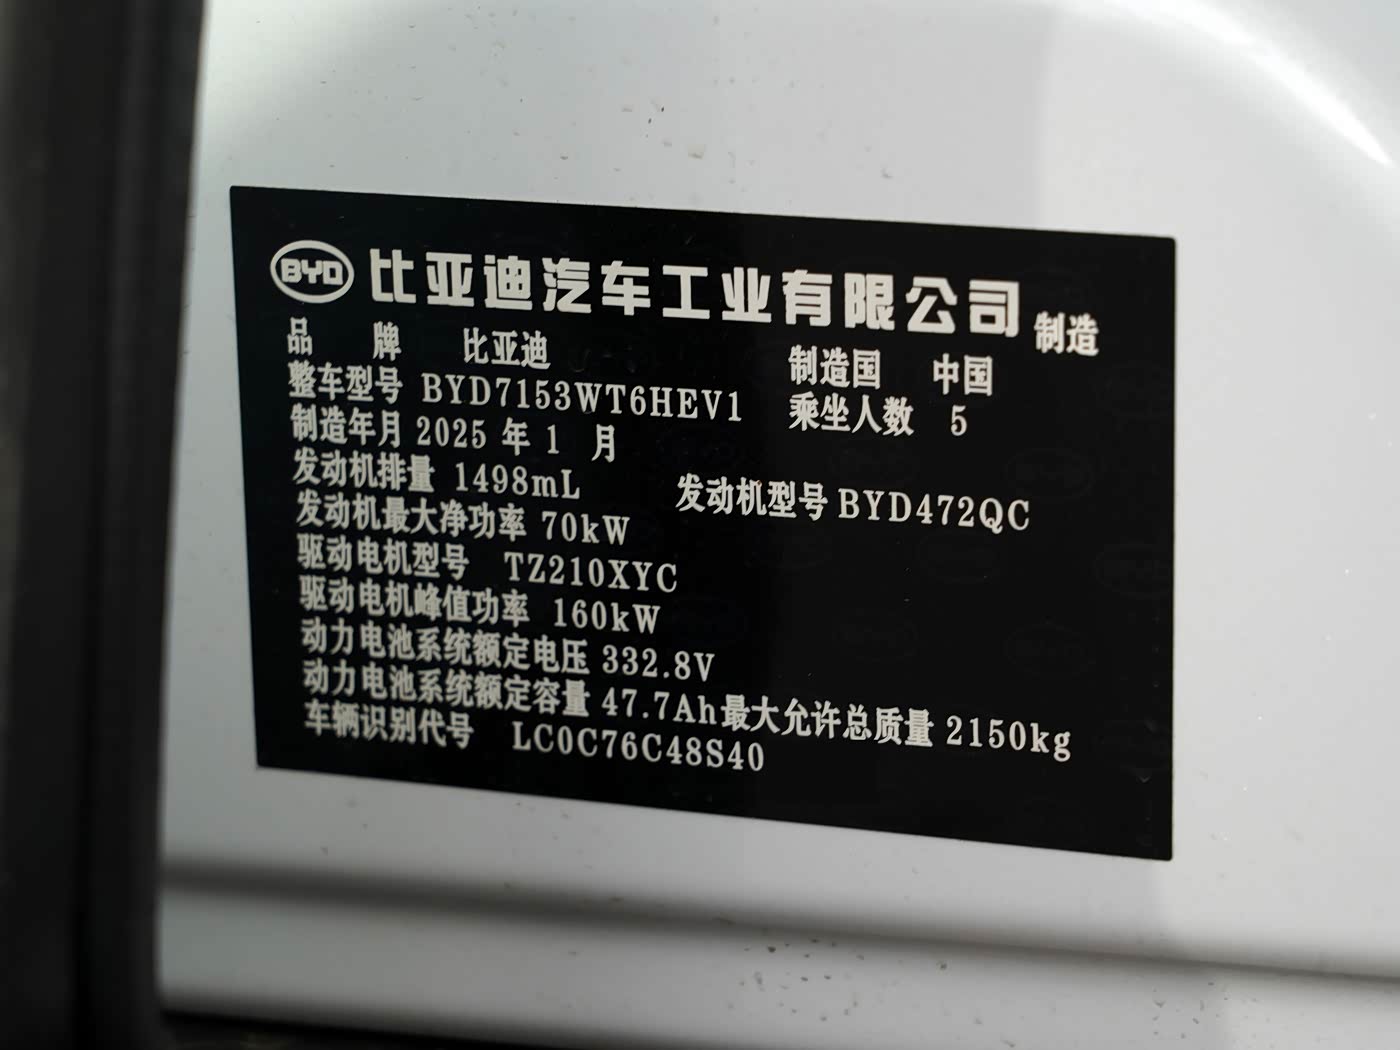 BYD 比亚迪汽车工业有限公司 制造
品 牌 比亚迪 制造国 中国
整车型号 BYD7153WT6HEV1 乘坐人数 5
制造年月 2025 年 1 月
发动机排量 1498mL 发动机型号 BYD472QC
发动机最大净功率 70kW
驱动电机型号 TZ210XYC
驱动电机峰值功率 160kW
动力电池系统额定电压 332.8V
动力电池系统额定容量 47.7Ah 最大允许总质量 2150kg
车辆识别代号 LC0C76C48S40